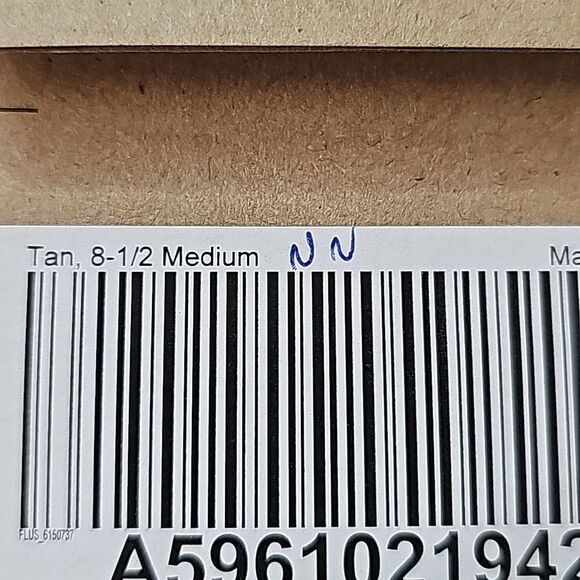 Tan, 8-1/2 Medium NN Ma
FLUS_6150737
A5961021942